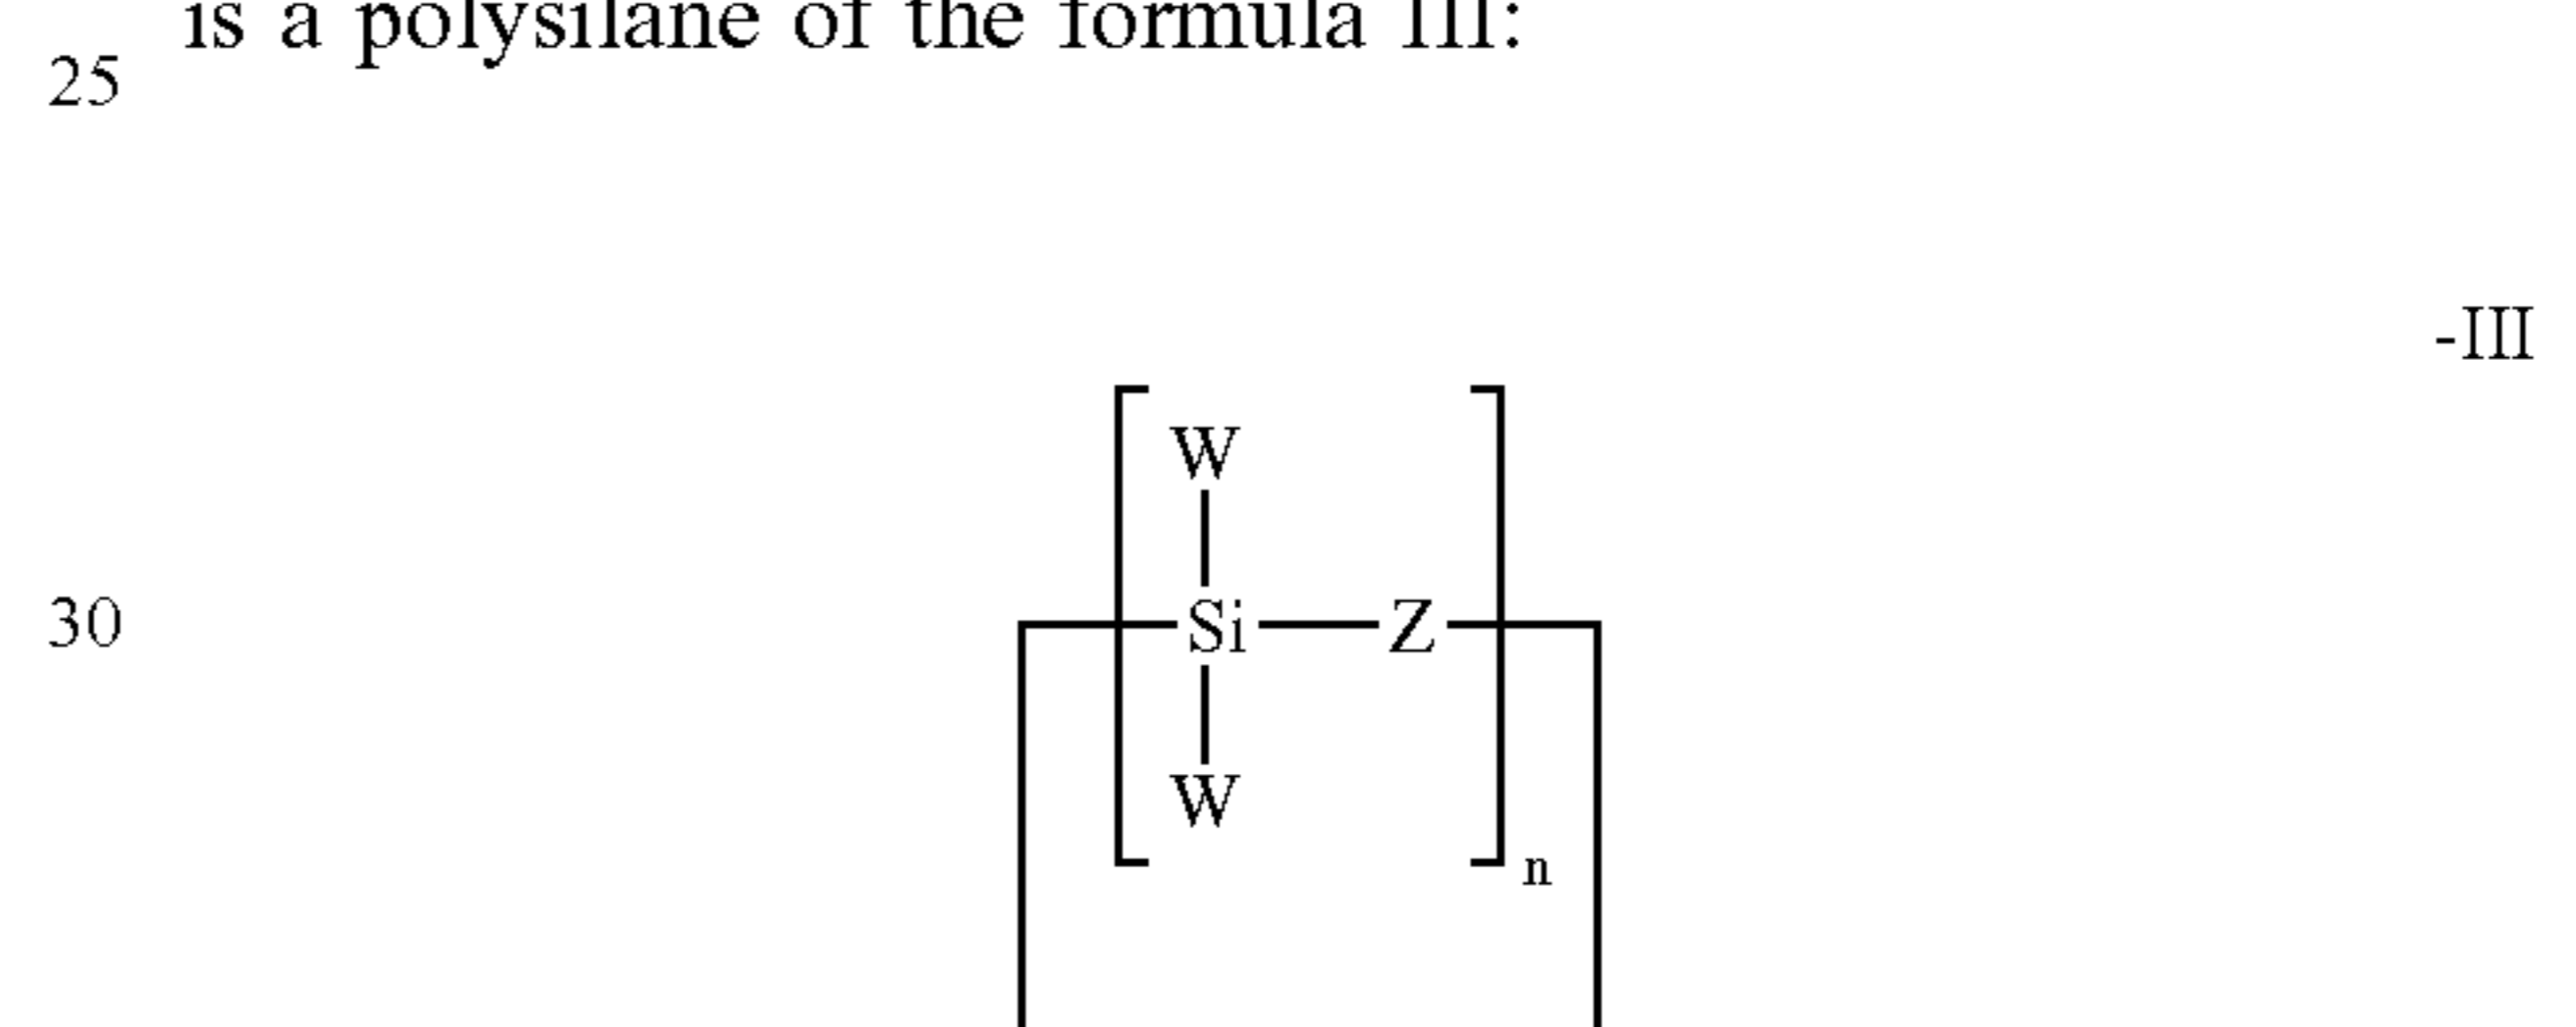 is a polysilane of the formula III:
25
-III
W
30
Si
Z
W
n